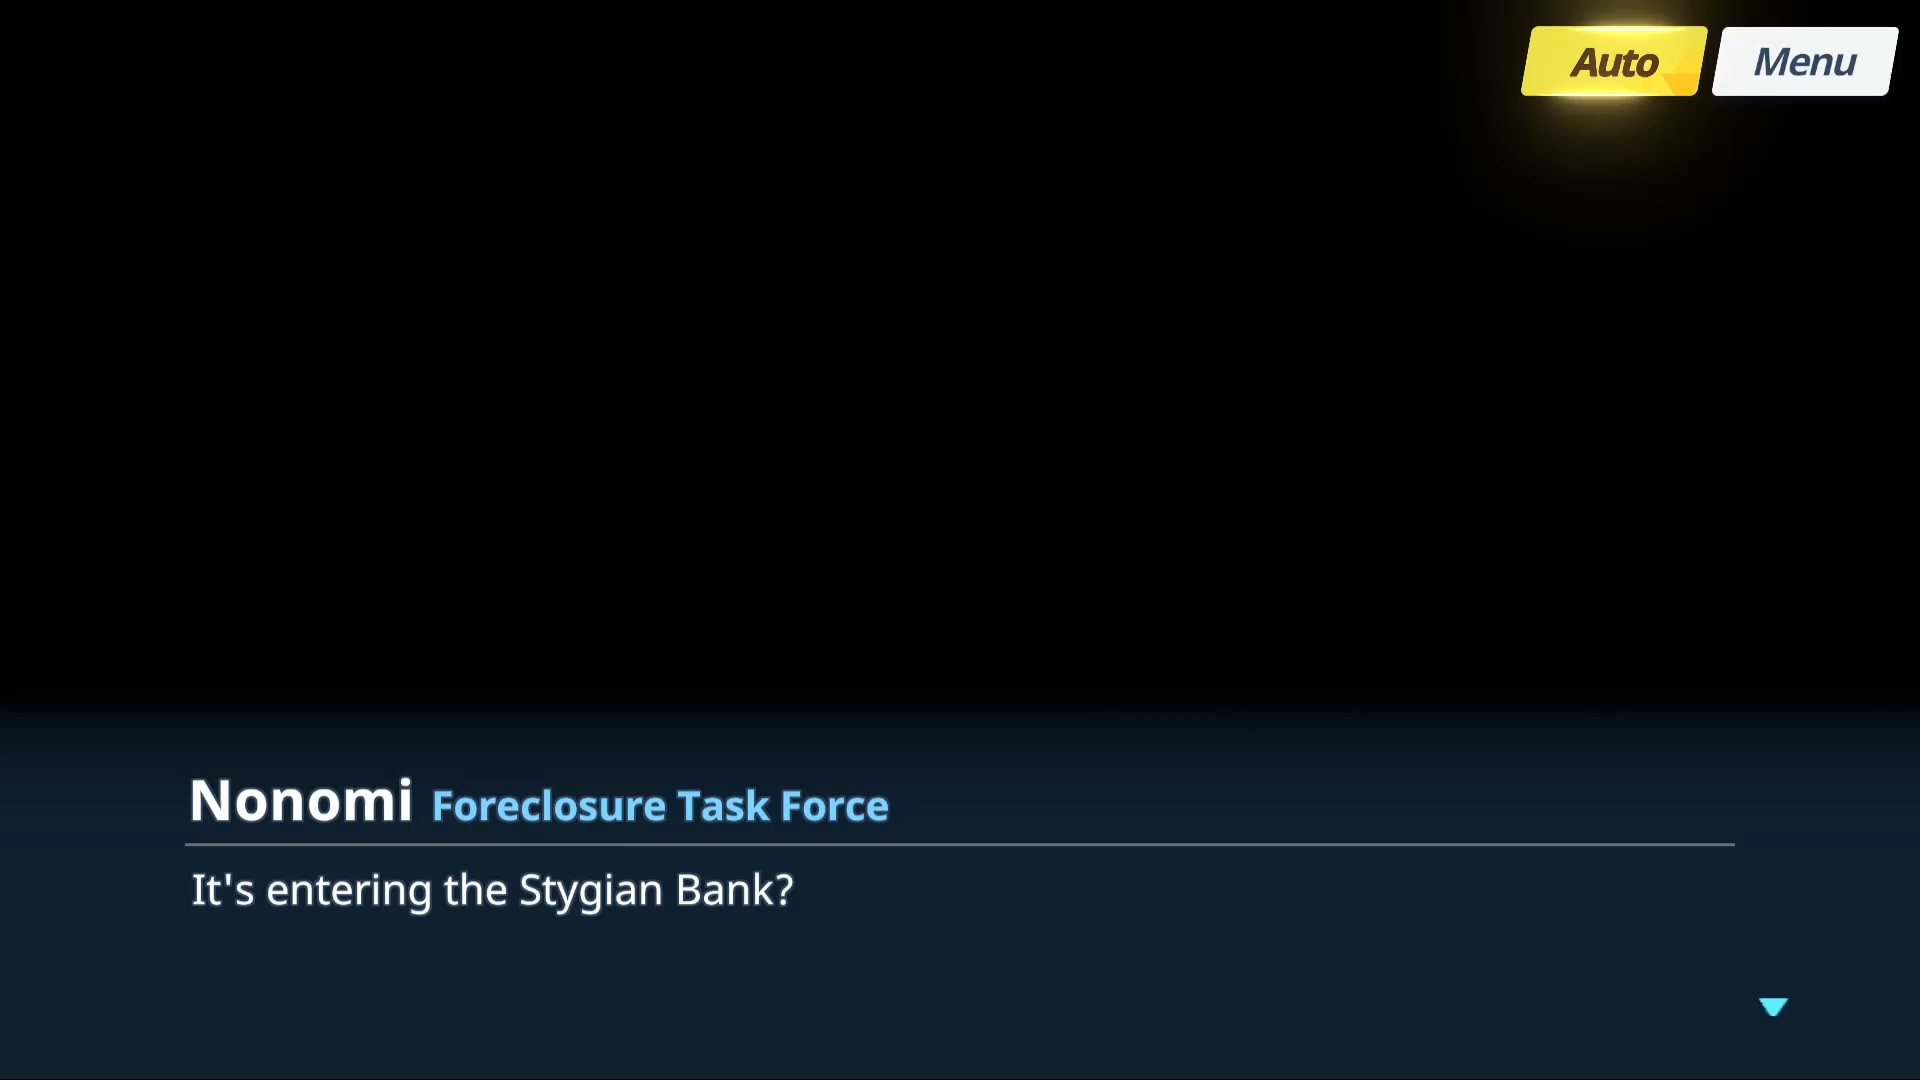 Auto Menu
Nonomi Foreclosure Task Force
It's entering the Stygian Bank?